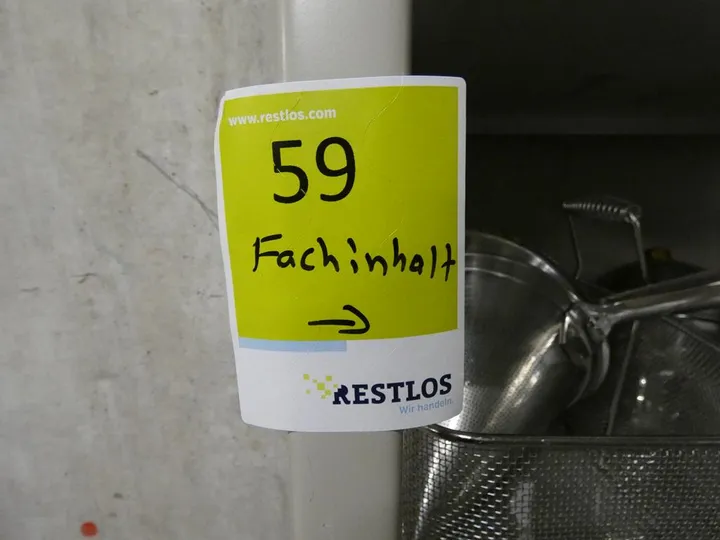 www.restlos.com
59
Fachinhalt
→
RESTLOS
Wir handeln.